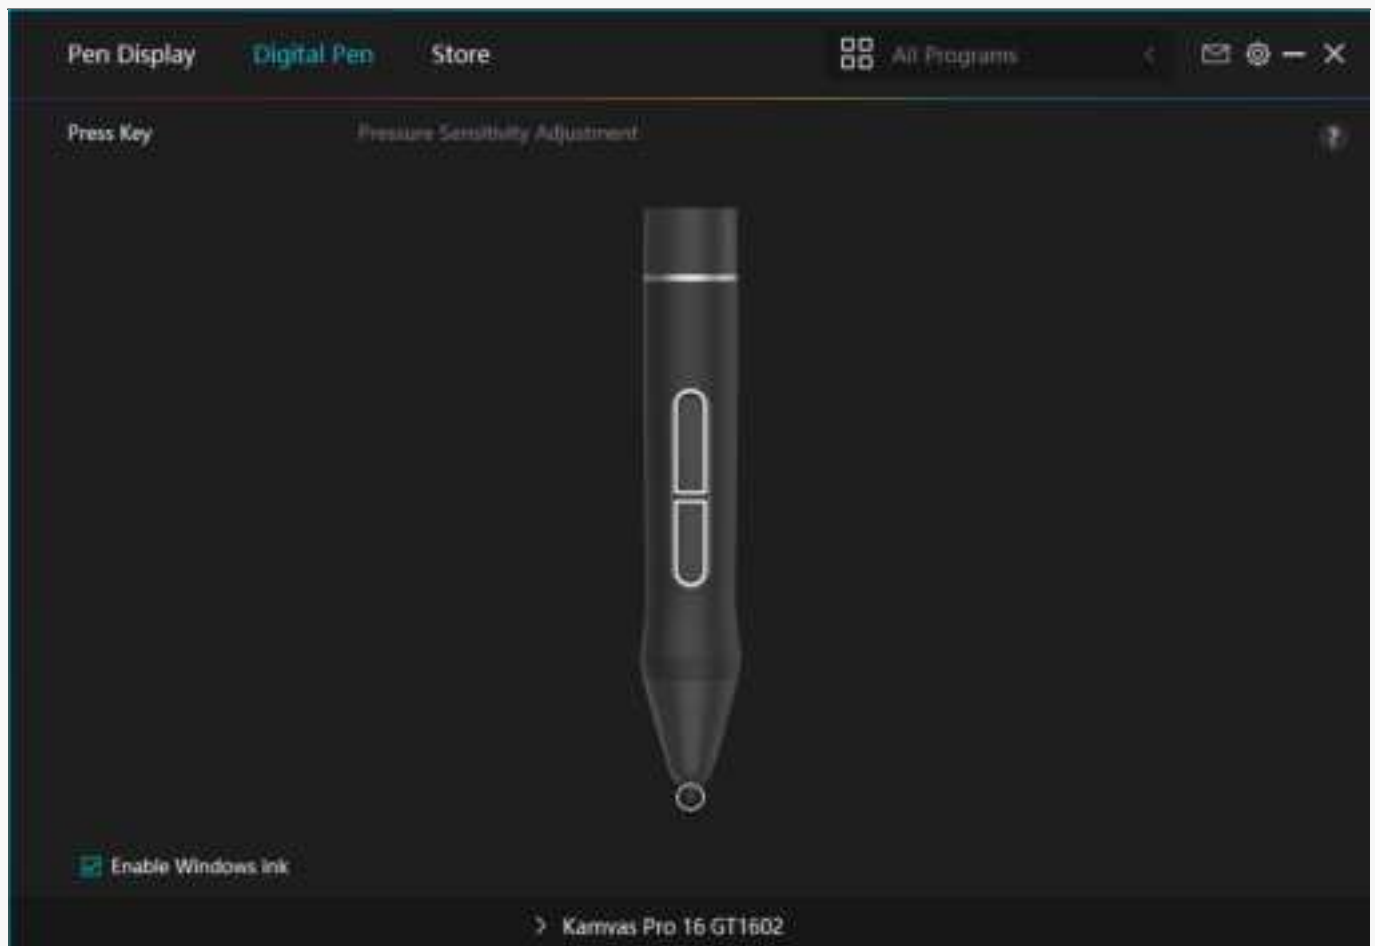 Pen Display Digital Pen Store All Programs
Press Key Pressure Sensitivity Adjustment ?
Enable Windows ink
> Kamvas Pro 16 GT1602